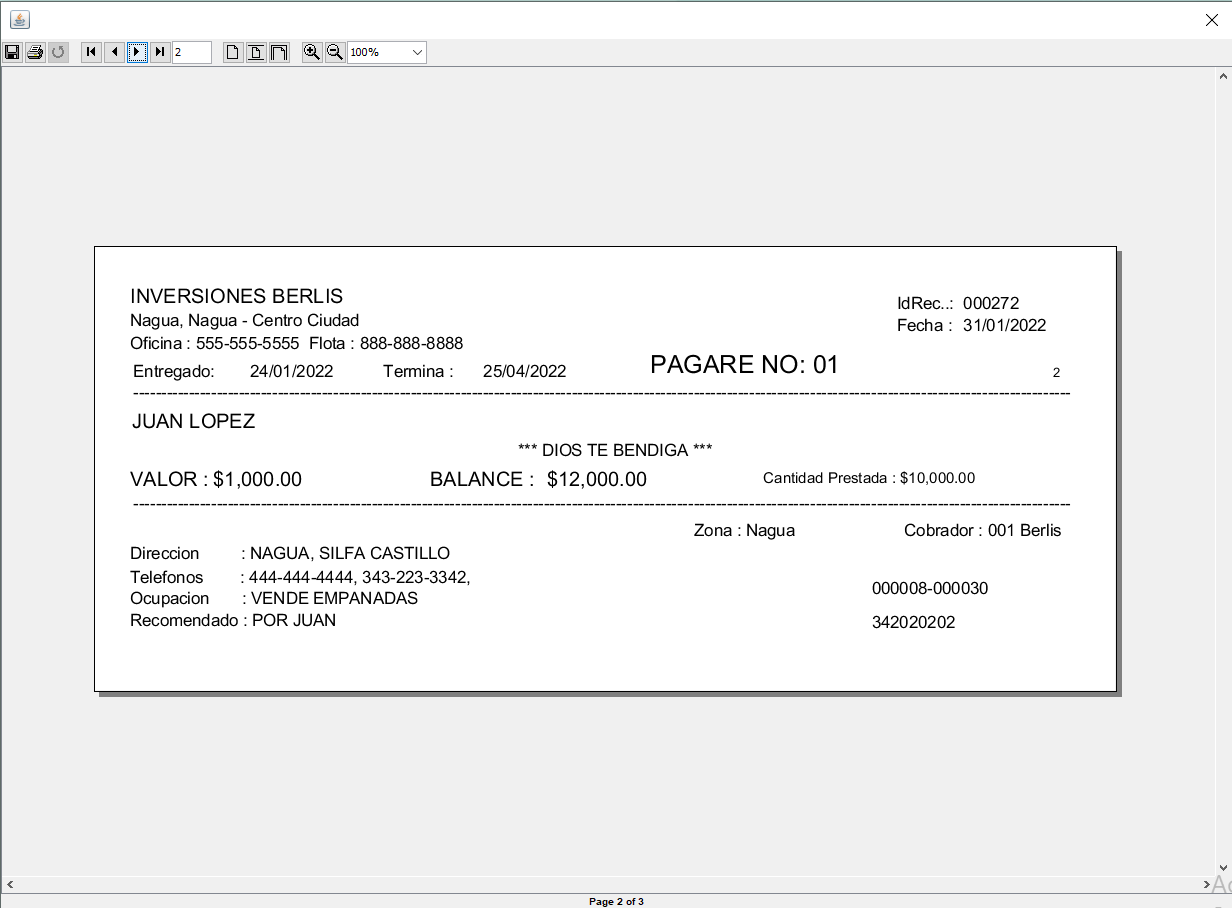 2
100%
INVERSIONES BERLIS
IdRec..: 000272
Nagua, Nagua - Centro Ciudad
Fecha : 31/01/2022
Oficina : 555-555-5555 Flota : 888-888-8888
Entregado: 24/01/2022 Termina : 25/04/2022 PAGARE NO: 01 2
JUAN LOPEZ
*** DIOS TE BENDIGA ***
VALOR : $1,000.00 BALANCE : $12,000.00 Cantidad Prestada : $10,000.00
Zona : Nagua Cobrador : 001 Berlis
Direccion : NAGUA, SILFA CASTILLO
Telefonos : 444-444-4444, 343-223-3342,
000008-000030
Ocupacion : VENDE EMPANADAS
Recomendado : POR JUAN
342020202
Page 2 of 3